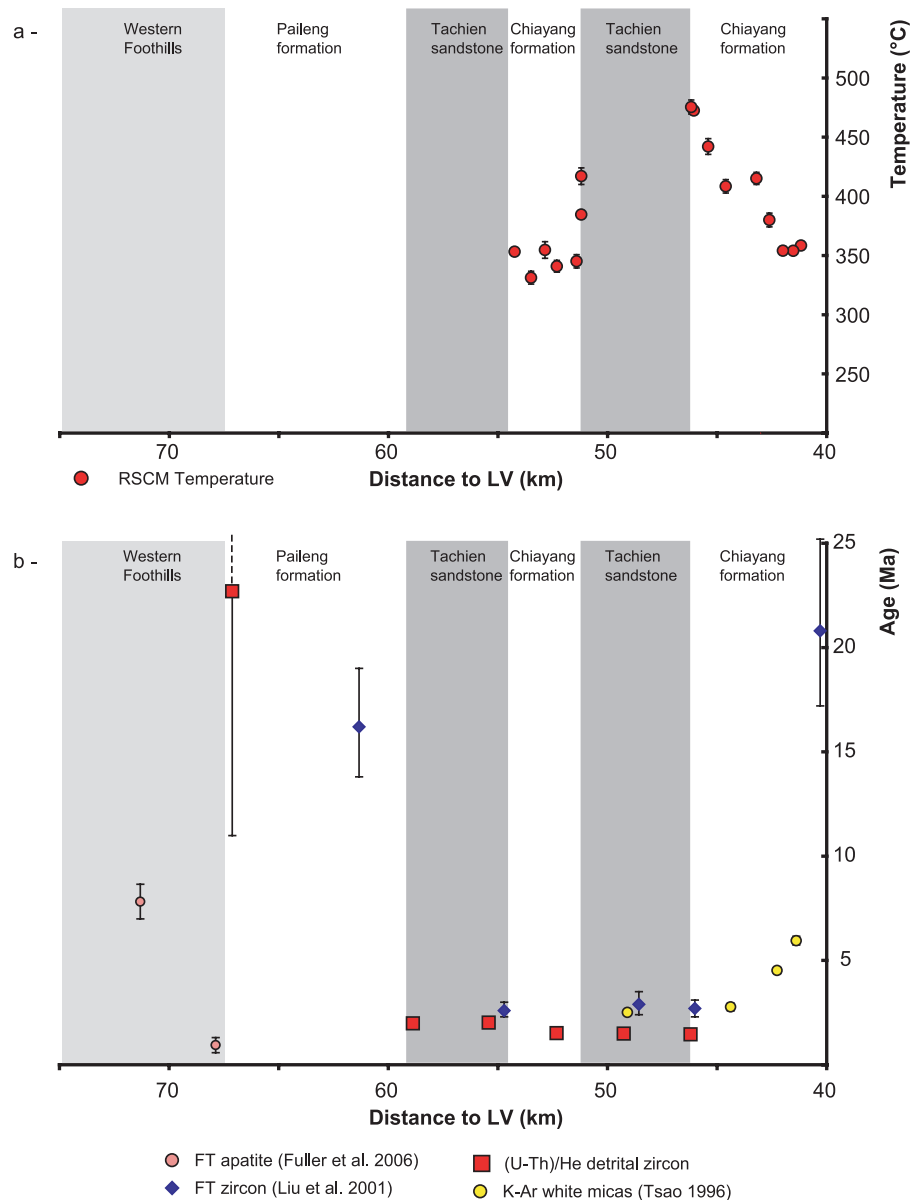 a -
Western
Foothills
Paileng
formation
Tachien
sandstone
Chiayang
formation
Tachien
sandstone
Chiayang
formation
500
450
400
350
300
250
Temperature (°C)
70
60
50
40
Distance to LV (km)
RSCM Temperature
b -
Western
Foothills
Paileng
formation
Tachien
sandstone
Chiayang
formation
Tachien
sandstone
Chiayang
formation
25
20
15
10
5
Age (Ma)
70
60
50
40
Distance to LV (km)
FT apatite (Fuller et al. 2006)
(U-Th)/He detrital zircon
FT zircon (Liu et al. 2001)
K-Ar white micas (Tsao 1996)